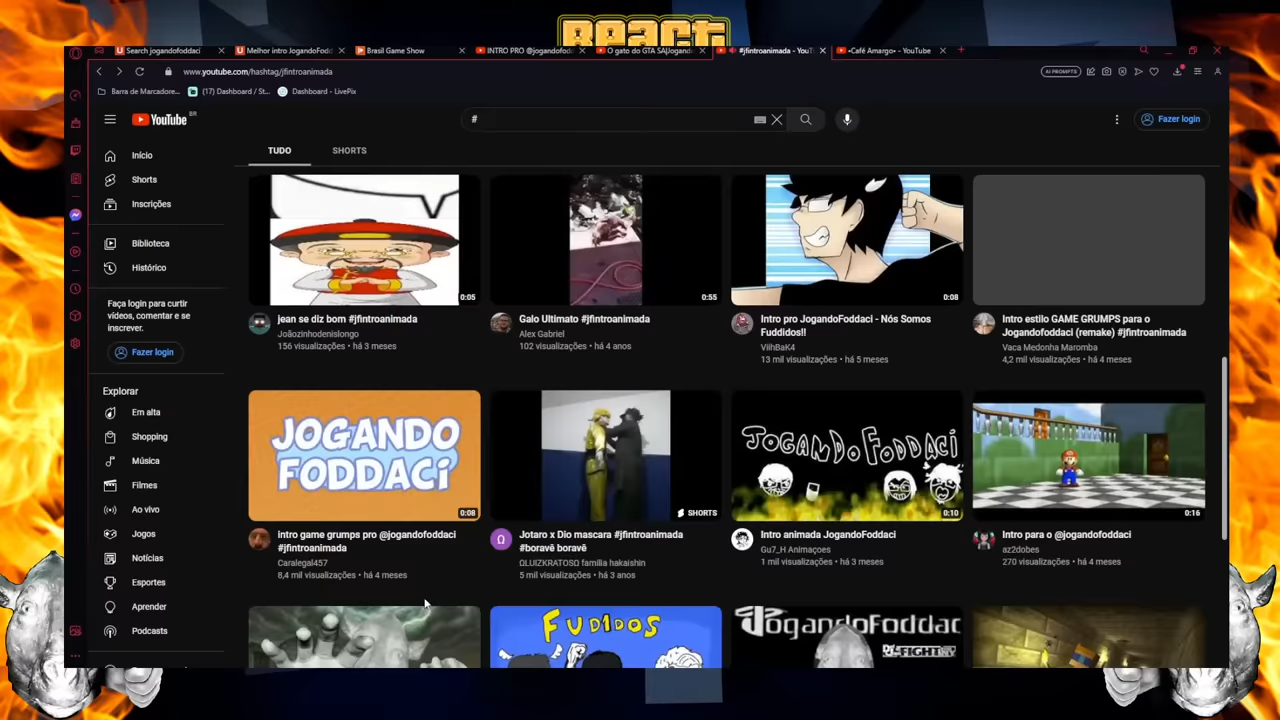 React
Search jogandofoddaci
Melhor intro JogandoFodd
Brasil Game Show
INTRO PRO @jogandofod
O gato do GTA SA|Jogand
#jfintroanimada - You
•Café Amargo• - YouTube
www.youtube.com/hashtag/jfintroanimada
AI PROMPTS
Barra de Marcadore...
(17) Dashboard / St...
Dashboard - LivePix
YouTube BR
#
Fazer login
TUDO
SHORTS
Início
Shorts
Inscrições
Biblioteca
Histórico
Faça login para curtir
vídeos, comentar e se
inscrever.
Fazer login
Explorar
Em alta
Shopping
Música
Filmes
Ao vivo
Jogos
Notícias
Esportes
Aprender
Podcasts
0:05
jean se diz bom #jfintroanimada
Joãozinhodenislongo
156 visualizações • há 3 meses
0:55
Galo Ultimato #jfintroanimada
Alex Gabriel
102 visualizações • há 4 anos
0:08
Intro pro JogandoFoddaci - Nós Somos
Fuddidos!!
ViihBaK4
13 mil visualizações • há 5 meses
Intro estilo GAME GRUMPS para o
Jogandofoddaci (remake) #jfintroanimada
Vaca Medonha Maromba
4,2 mil visualizações • há 4 meses
JOGANDO
FODDACi
0:08
intro game grumps pro @jogandofoddaci
#jfintroanimada
Caralegal457
8,4 mil visualizações • há 4 meses
SHORTS
Jotaro x Dio mascara #jfintroanimada
#boravê boravê
ΩLUIZKRATOSΩ família hakaishin
5 mil visualizações • há 3 anos
JOGANDO FODDACi
0:10
Intro animada JogandoFoddaci
Gu7_H Animaçoes
1 mil visualizações • há 3 meses
0:16
Intro para o @jogandofoddaci
az2dobes
270 visualizações • há 4 meses
FUDIDOS
JogandoFoddac